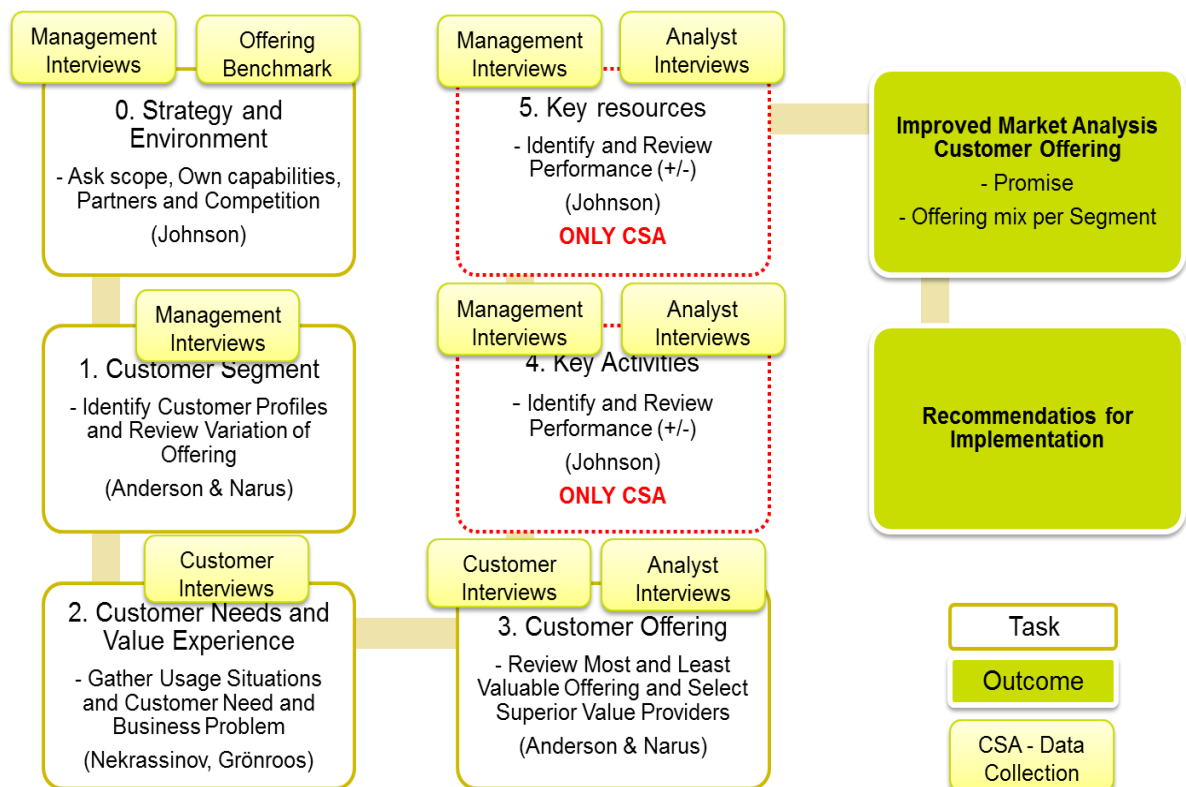 Management
Interviews
Offering
Benchmark
0. Strategy and
Environment
- Ask scope, Own capabilities,
Partners and Competition
(Johnson)
Management
Interviews
1. Customer Segment
- Identify Customer Profiles
and Review Variation of
Offering
(Anderson & Narus)
Customer
Interviews
2. Customer Needs and
Value Experience
- Gather Usage Situations
and Customer Need and
Business Problem
(Nekrassinov, Grönroos)
Customer
Interviews
Analyst
Interviews
3. Customer Offering
- Review Most and Least
Valuable Offering and Select
Superior Value Providers
(Anderson & Narus)
Management
Interviews
Analyst
Interviews
4. Key Activities
- Identify and Review
Performance (+/-)
(Johnson)
ONLY CSA
Management
Interviews
Analyst
Interviews
5. Key resources
- Identify and Review
Performance (+/-)
(Johnson)
ONLY CSA
Improved Market Analysis
Customer Offering
- Promise
- Offering mix per Segment
Recommendatios for
Implementation
Task
Outcome
CSA - Data
Collection